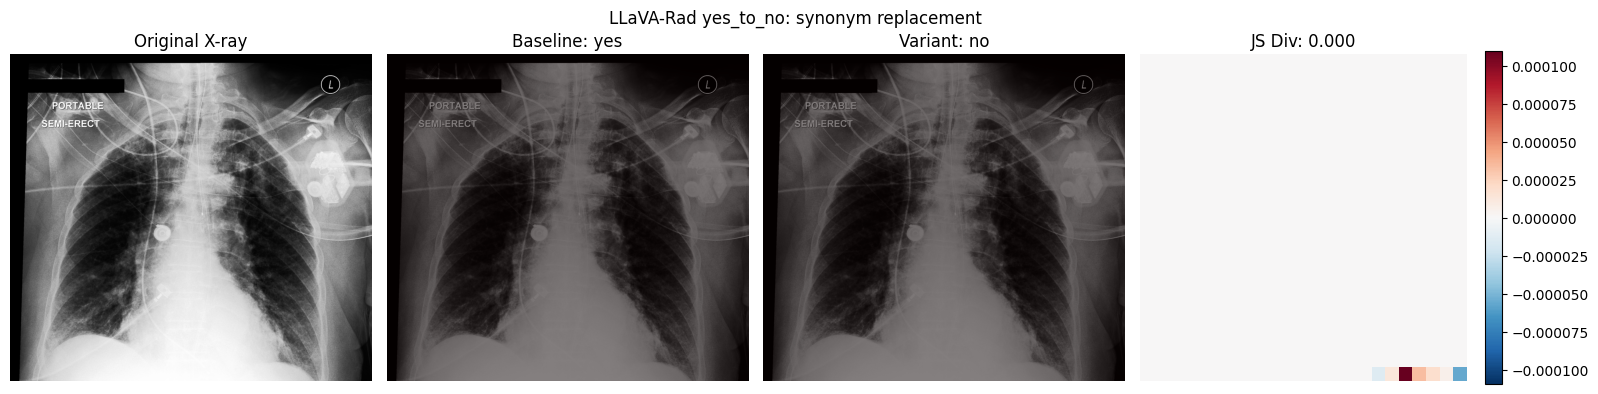 LLaVA-Rad yes_to_no: synonym replacement
Original X-ray
Baseline: yes
Variant: no
JS Div: 0.000
L
PORTABLE
SEMI-ERECT
L
PORTABLE
SEMI-ERECT
L
PORTABLE
SEMI-ERECT
0.000100
0.000075
0.000050
0.000025
0.000000
−0.000025
−0.000050
−0.000075
−0.000100